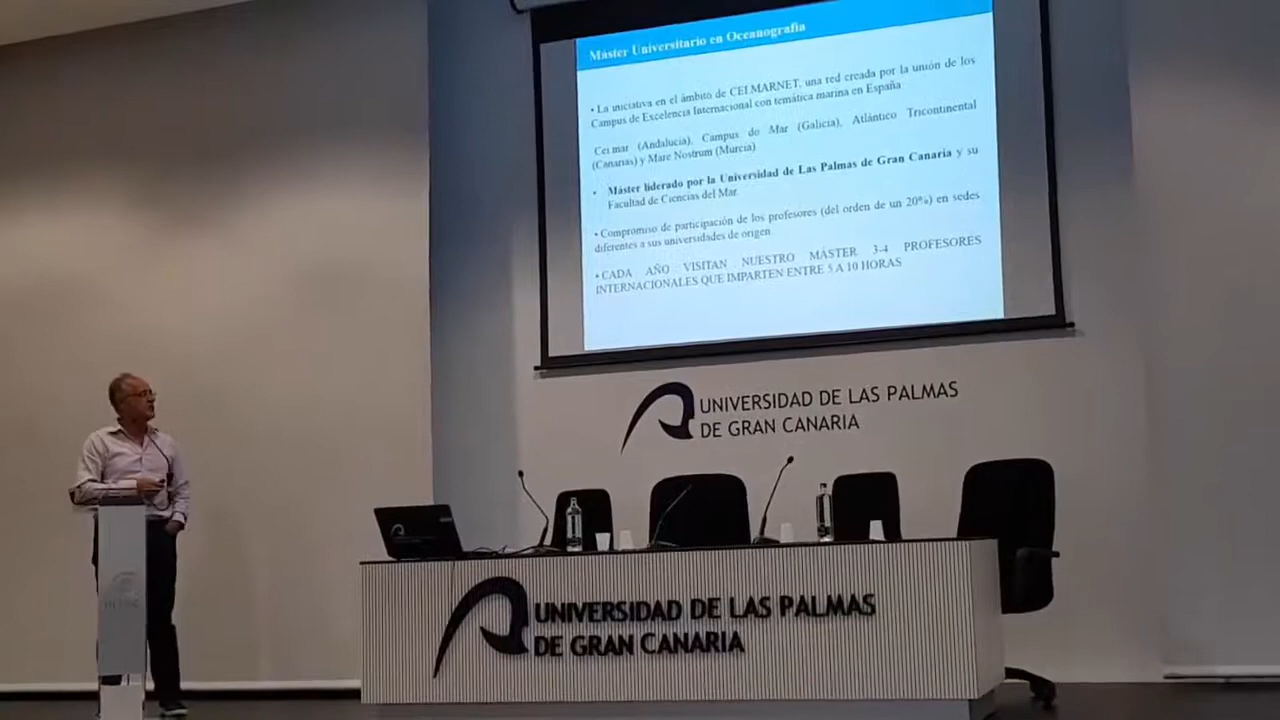 Máster Universitario en Oceanografía
• La iniciativa en el ámbito de CEI.MARNET, una red creada por la unión de los
Campus de Excelencia Internacional con temática marina en España
Cei.mar (Andalucía), Campus do Mar (Galicia), Atlántico Tricontinental
(Canarias) y Mare Nostrum (Murcia)
• Máster liderado por la Universidad de Las Palmas de Gran Canaria y su
Facultad de Ciencias del Mar
• Compromiso de participación de los profesores (del orden de un 20%) en sedes
diferentes a sus universidades de origen
• CADA AÑO VISITAN NUESTRO MÁSTER 3-4 PROFESORES
INTERNACIONALES QUE IMPARTEN ENTRE 5 A 10 HORAS
UNIVERSIDAD DE LAS PALMAS
DE GRAN CANARIA
UNIVERSIDAD DE LAS PALMAS
DE GRAN CANARIA